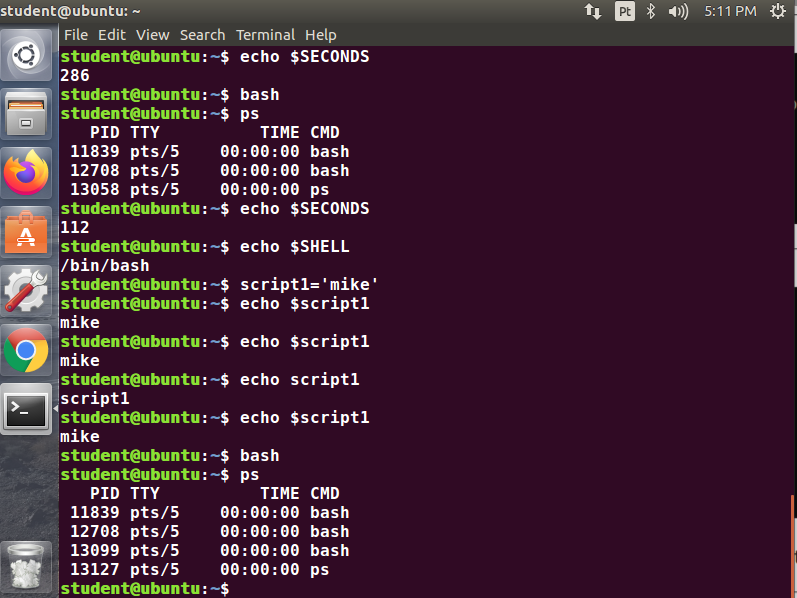 student@ubuntu: ~
Pt
5:11 PM
File Edit View Search Terminal Help
student@ubuntu:~$ echo $SECONDS
286
student@ubuntu:~$ bash
student@ubuntu:~$ ps
PID TTY TIME CMD
11839 pts/5 00:00:00 bash
12708 pts/5 00:00:00 bash
13058 pts/5 00:00:00 ps
student@ubuntu:~$ echo $SECONDS
112
student@ubuntu:~$ echo $SHELL
/bin/bash
student@ubuntu:~$ script1='mike'
student@ubuntu:~$ echo $script1
mike
student@ubuntu:~$ echo $script1
mike
student@ubuntu:~$ echo script1
script1
student@ubuntu:~$ echo $script1
mike
student@ubuntu:~$ bash
student@ubuntu:~$ ps
PID TTY TIME CMD
11839 pts/5 00:00:00 bash
12708 pts/5 00:00:00 bash
13099 pts/5 00:00:00 bash
13127 pts/5 00:00:00 ps
student@ubuntu:~$